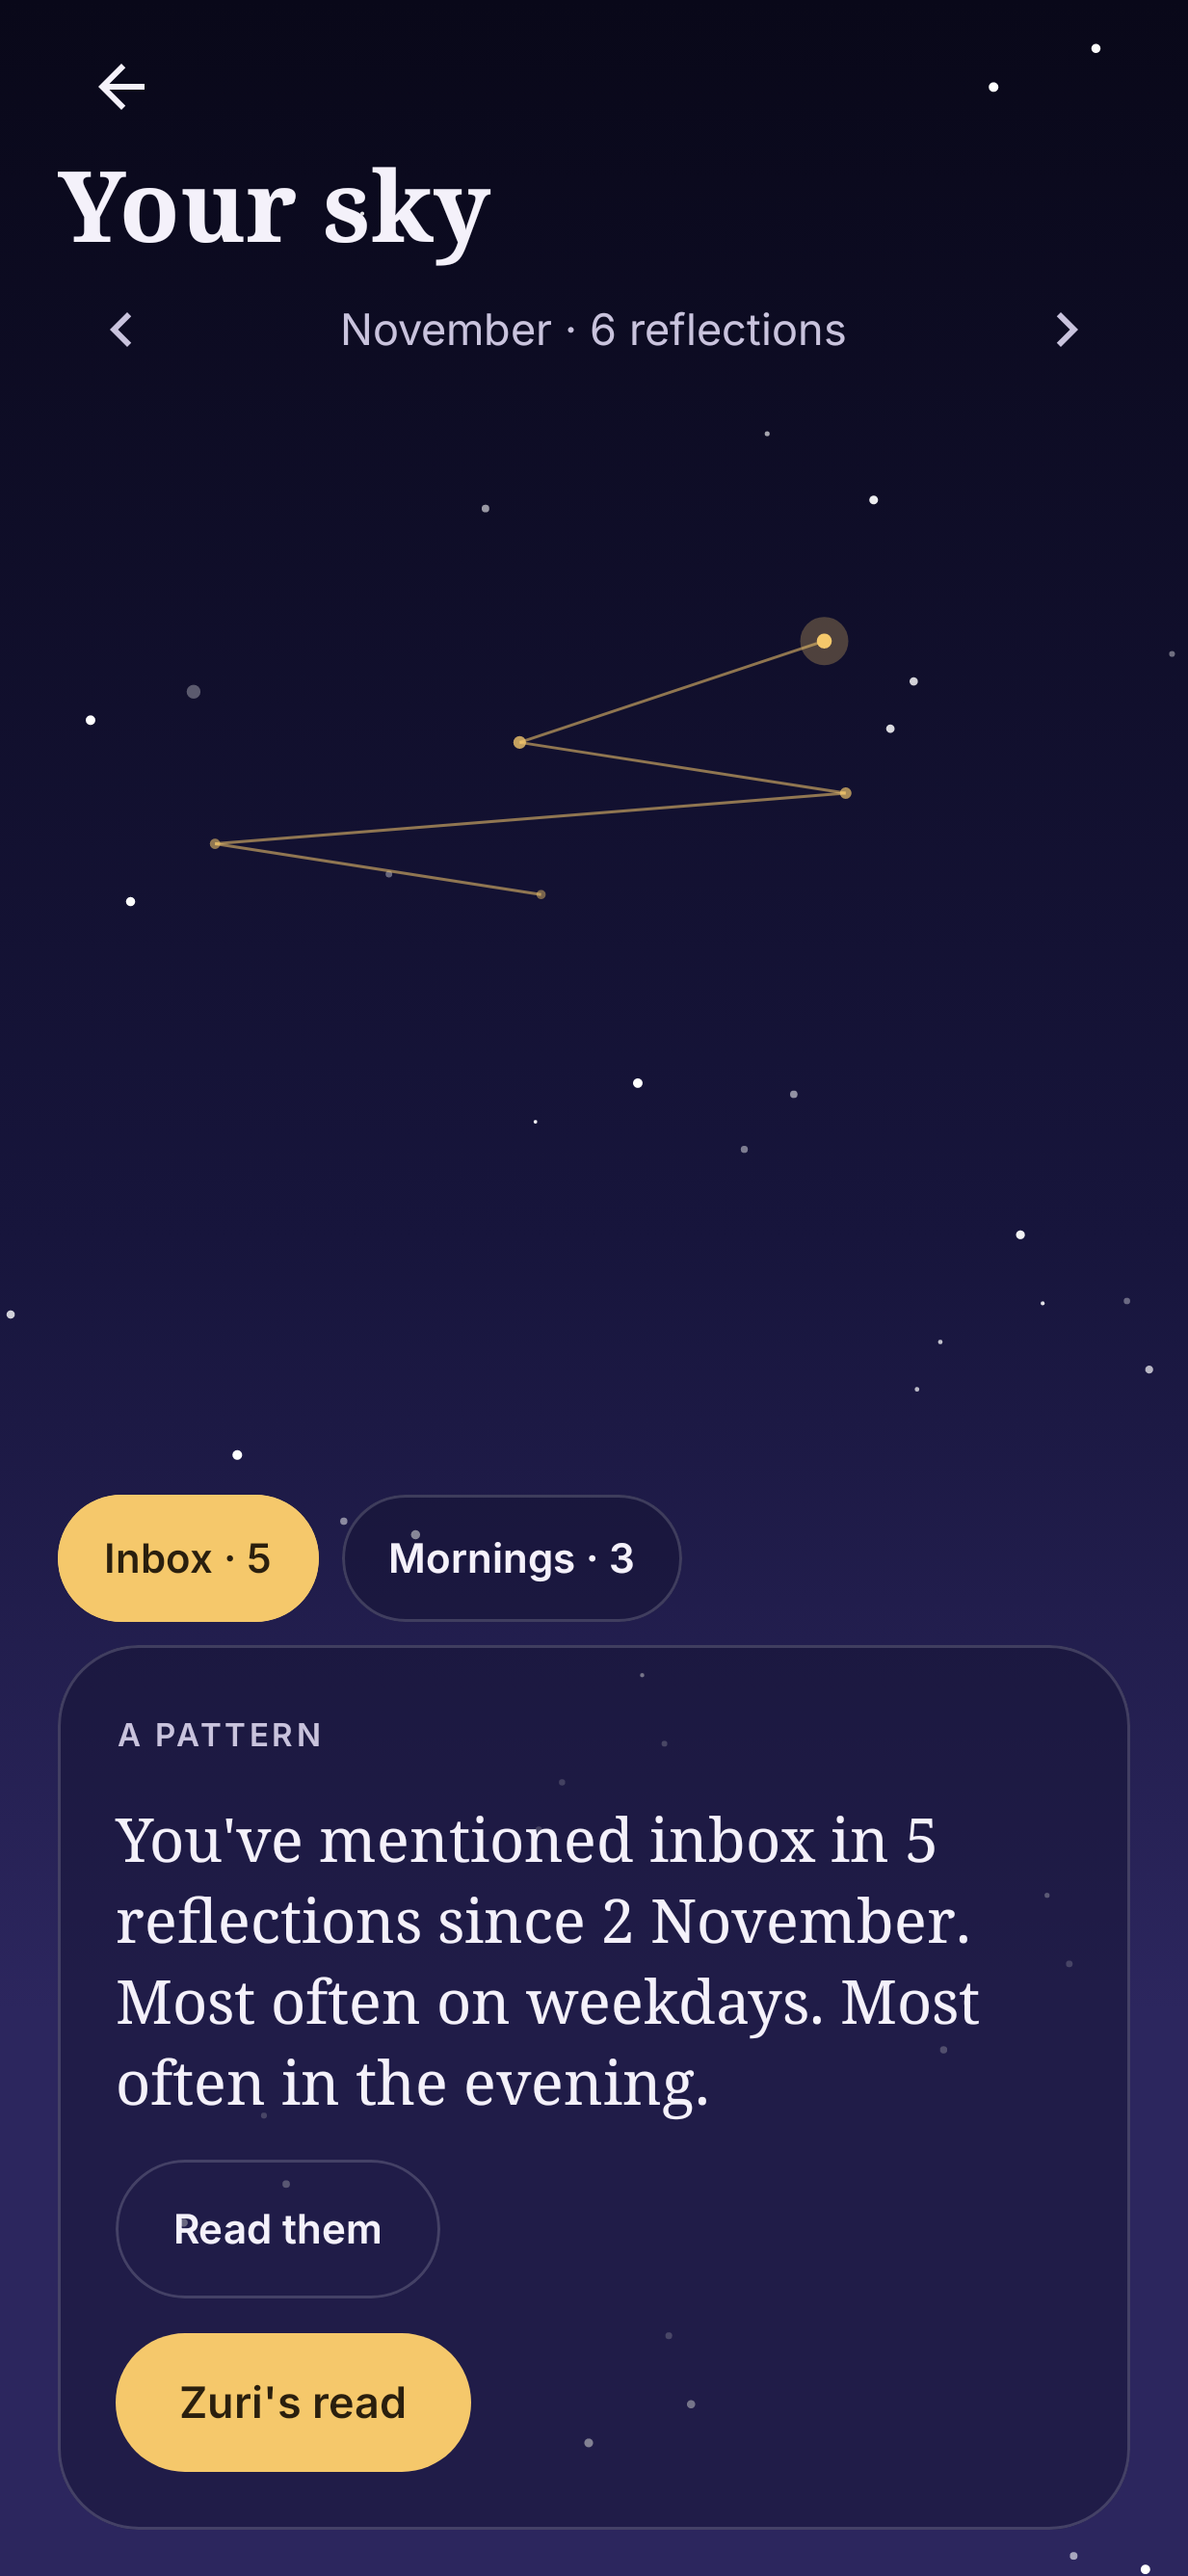 Your sky
November · 6 reflections
Inbox · 5
Mornings · 3
A PATTERN
You've mentioned inbox in 5
reflections since 2 November.
Most often on weekdays. Most
often in the evening.
Read them
Zuri's read